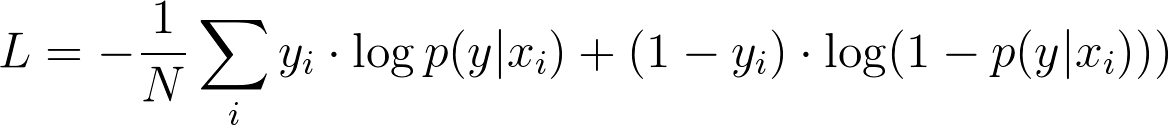 L = -\frac{1}{N} \sum_{i} y_i \cdot \log p(y|x_i) + (1 - y_i) \cdot \log(1 - p(y|x_i)))